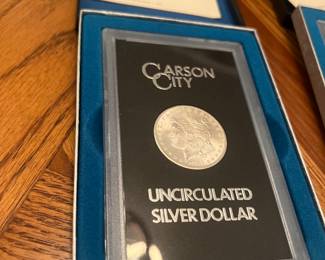 CARSON
CITY
UNCIRCULATED
SILVER DOLLAR